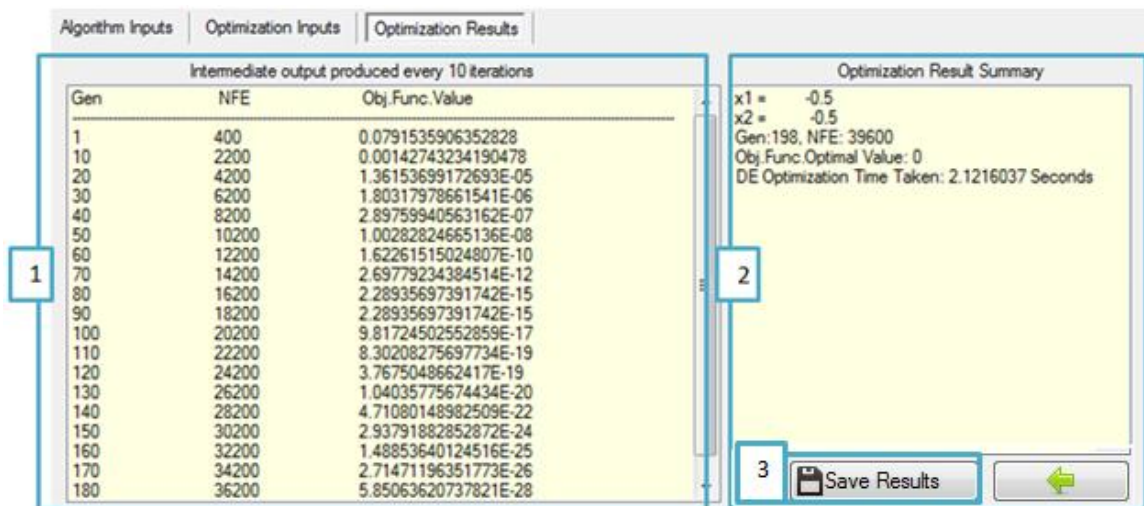 Algorithm Inputs Optimization Inputs Optimization Results
Intermediate output produced every 10 iterations
Gen NFE Obj.Func.Value
1 400 0.0791535906352828
10 2200 0.00142743234190478
20 4200 1.36153699172693E-05
30 6200 1.80317978661541E-06
40 8200 2.89759940563162E-07
50 10200 1.00282824665136E-08
60 12200 1.62261515024807E-10
70 14200 2.69779234384514E-12
80 16200 2.28935697391742E-15
90 18200 2.28935697391742E-15
100 20200 9.81724502552859E-17
110 22200 8.30208275697734E-19
120 24200 3.7675048662417E-19
130 26200 1.04035775674434E-20
140 28200 4.71080148982509E-22
150 30200 2.93791882852872E-24
160 32200 1.48853640124516E-25
170 34200 2.71471196351773E-26
180 36200 5.85063620737821E-28
1
Optimization Result Summary
x1 = -0.5
x2 = -0.5
Gen:198, NFE: 39600
Obj.Func.Optimal Value: 0
DE Optimization Time Taken: 2.1216037 Seconds
2
3
Save Results